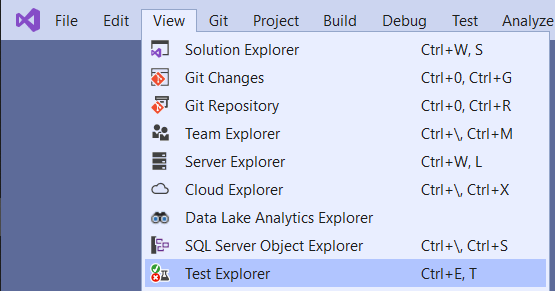 File Edit View Git Project Build Debug Test Analyze
Solution Explorer Ctrl+W, S
Git Changes Ctrl+0, Ctrl+G
Git Repository Ctrl+0, Ctrl+R
Team Explorer Ctrl+\, Ctrl+M
Server Explorer Ctrl+W, L
Cloud Explorer Ctrl+\, Ctrl+X
Data Lake Analytics Explorer
SQL Server Object Explorer Ctrl+\, Ctrl+S
Test Explorer Ctrl+E, T